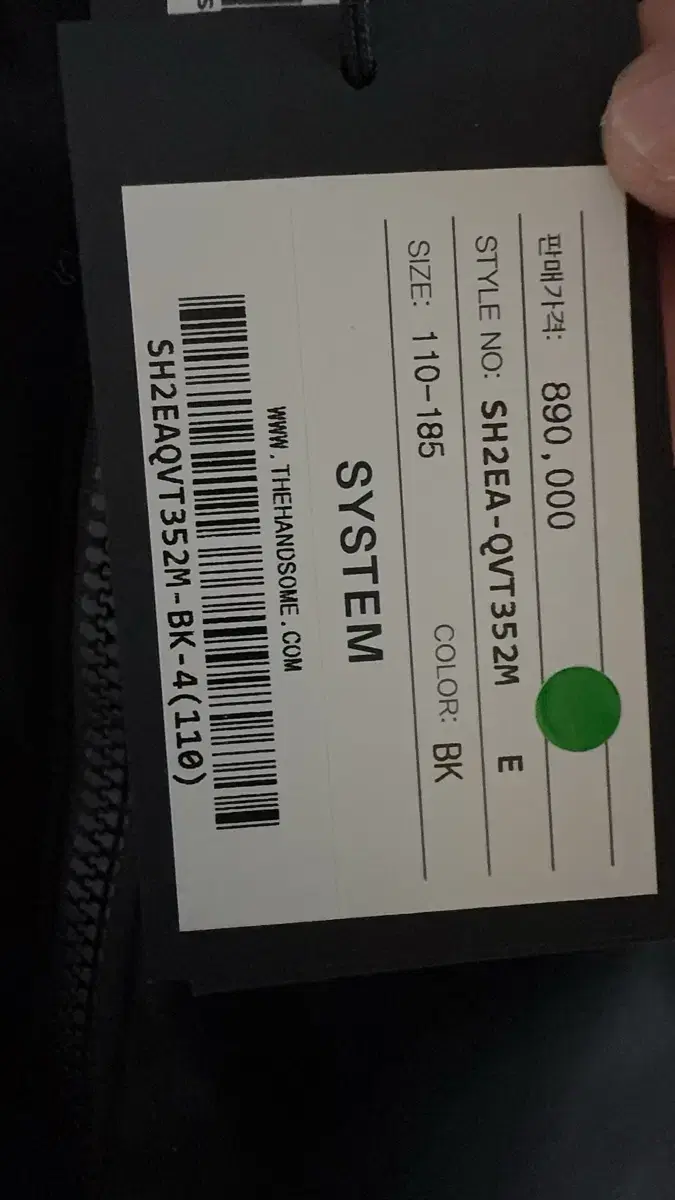 판매가격: 890,000
STYLE NO: SH2EA-QVT352M E
SIZE: 110-185 COLOR: BK
SYSTEM
WWW.THEHANDSOME.COM
SH2EAQVT352M-BK-4(110)